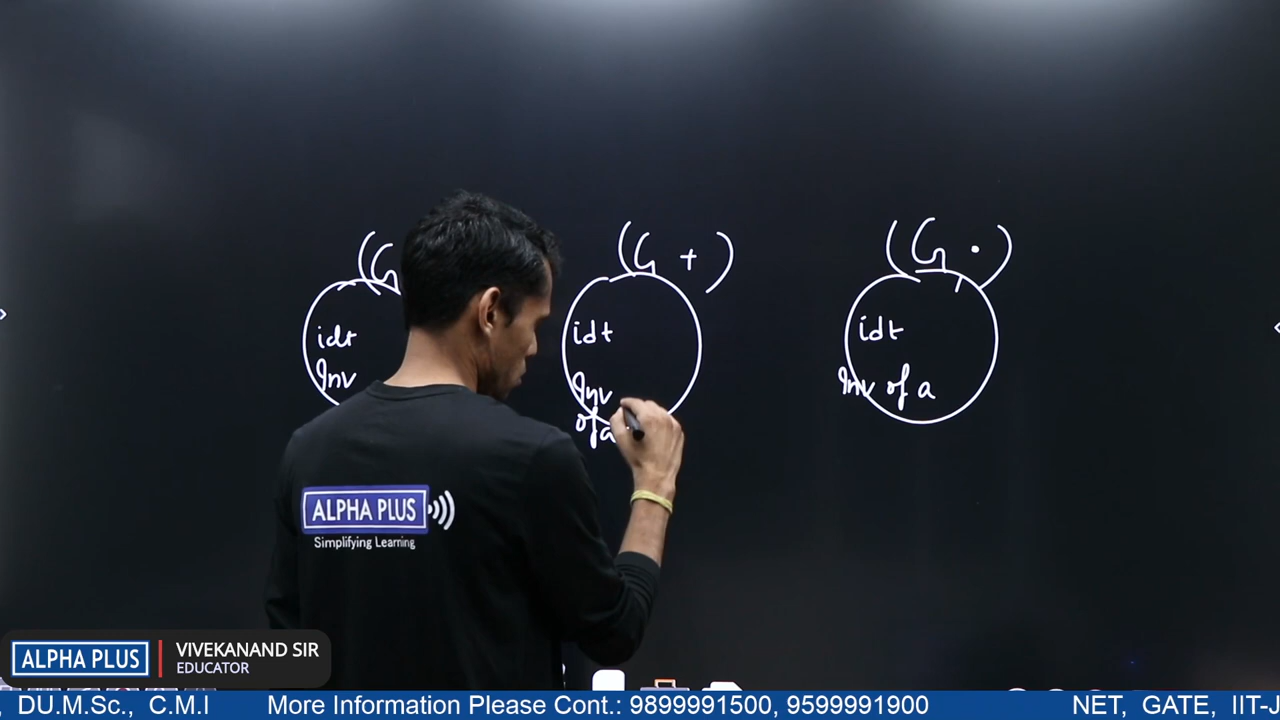 (G
(G + )
(G · )
idt
Inv
idt
Inv
of a
idt
Inv of a
ALPHA PLUS
Simplifying Learning
ALPHA PLUS
VIVEKANAND SIR
EDUCATOR
, DU.M.Sc., C.M.I More Information Please Cont.: 9899991500, 9599991900 NET, GATE, IIT-J